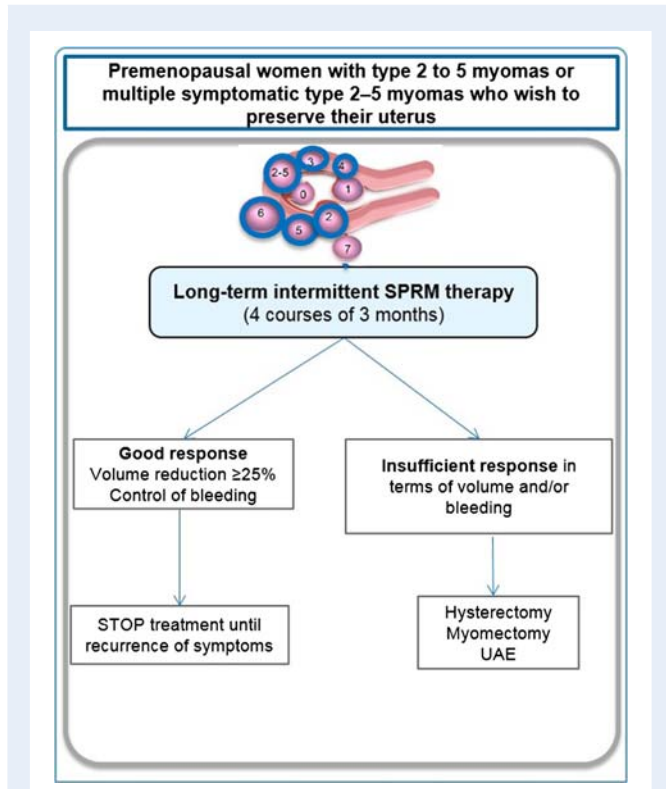 Premenopausal women with type 2 to 5 myomas or
multiple symptomatic type 2–5 myomas who wish to
preserve their uterus
3
4
2-5
0
1
6
5
2
7
Long-term intermittent SPRM therapy
(4 courses of 3 months)
Good response
Volume reduction ≥25%
Control of bleeding
Insufficient response in
terms of volume and/or
bleeding
STOP treatment until
recurrence of symptoms
Hysterectomy
Myomectomy
UAE